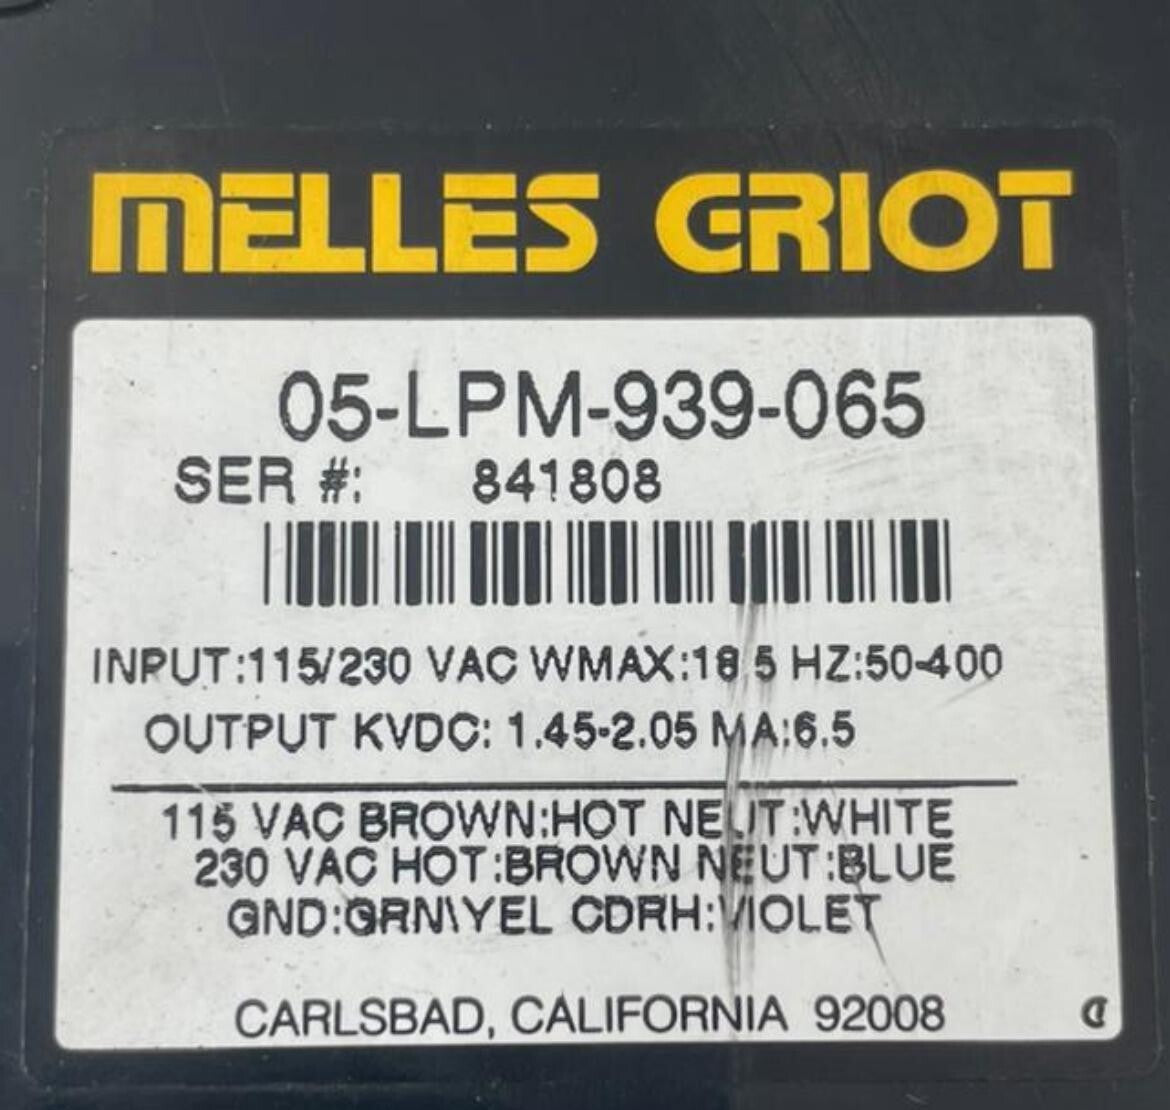 MELLES GRIOT
05-LPM-939-065
SER #: 841808
INPUT:115/230 VAC WMAX:18.5 HZ:50-400
OUTPUT KVDC: 1.45-2.05 MA:6.5
115 VAC BROWN:HOT NEUT:WHITE
230 VAC HOT:BROWN NEUT:BLUE
GND:GRN\YEL CDRH:VIOLET
CARLSBAD, CALIFORNIA 92008